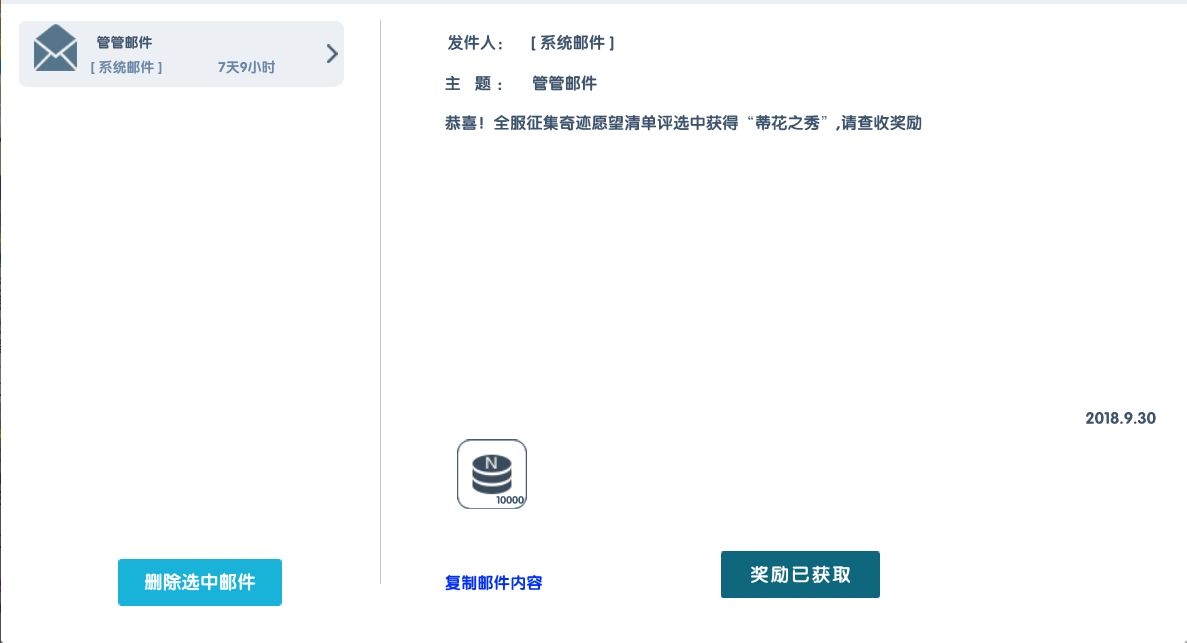 管管邮件
[ 系统邮件 ] 7天9小时
发件人： [ 系统邮件 ]
主 题： 管管邮件
恭喜！全服征集奇迹愿望清单评选中获得“蒂花之秀”,请查收奖励
2018.9.30
N
10000
删除选中邮件
复制邮件内容
奖励已获取